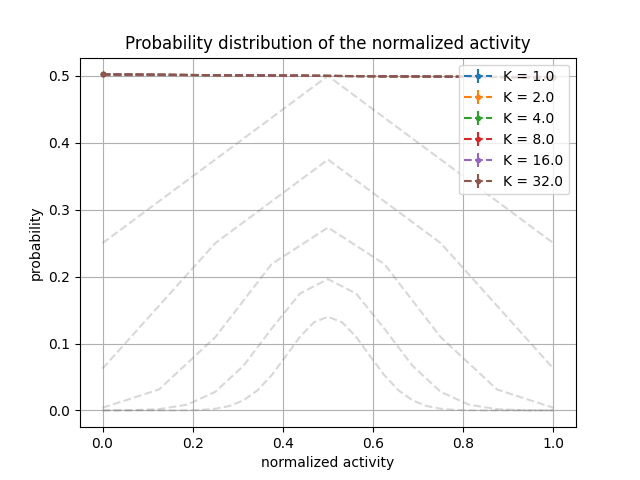 Probability distribution of the normalized activity
0.5
0.4
0.3
0.2
0.1
0.0
probability
K = 1.0
K = 2.0
K = 4.0
K = 8.0
K = 16.0
K = 32.0
0.0 0.2 0.4 0.6 0.8 1.0
normalized activity